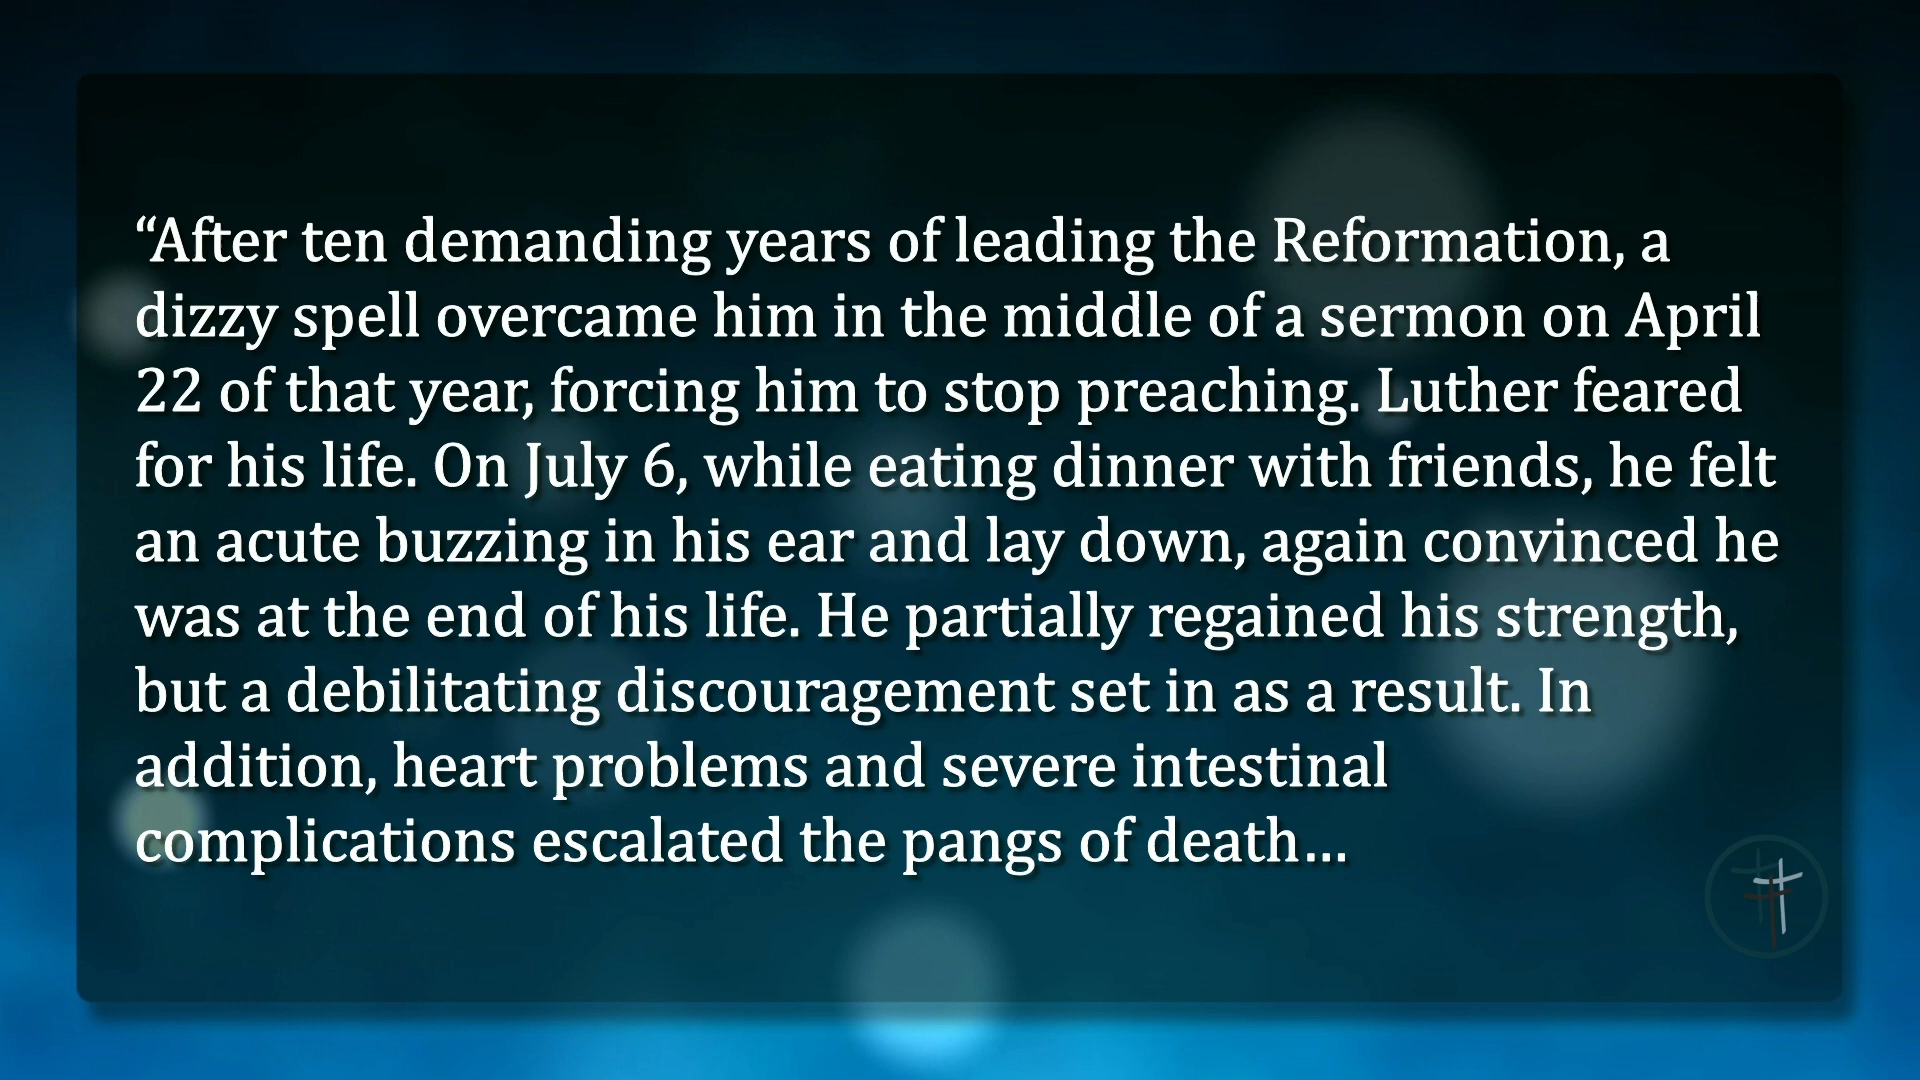 “After ten demanding years of leading the Reformation, a
dizzy spell overcame him in the middle of a sermon on April
22 of that year, forcing him to stop preaching. Luther feared
for his life. On July 6, while eating dinner with friends, he felt
an acute buzzing in his ear and lay down, again convinced he
was at the end of his life. He partially regained his strength,
but a debilitating discouragement set in as a result. In
addition, heart problems and severe intestinal
complications escalated the pangs of death…